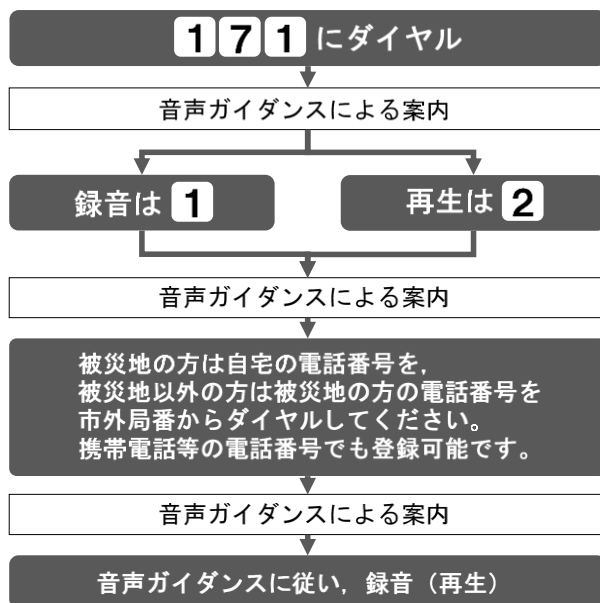 171にダイヤル
音声ガイダンスによる案内
録音は 1
再生は 2
音声ガイダンスによる案内
被災地の方は自宅の電話番号を，
被災地以外の方は被災地の方の電話番号を
市外局番からダイヤルしてください。
携帯電話等の電話番号でも登録可能です。
音声ガイダンスによる案内
音声ガイダンスに従い，録音（再生）